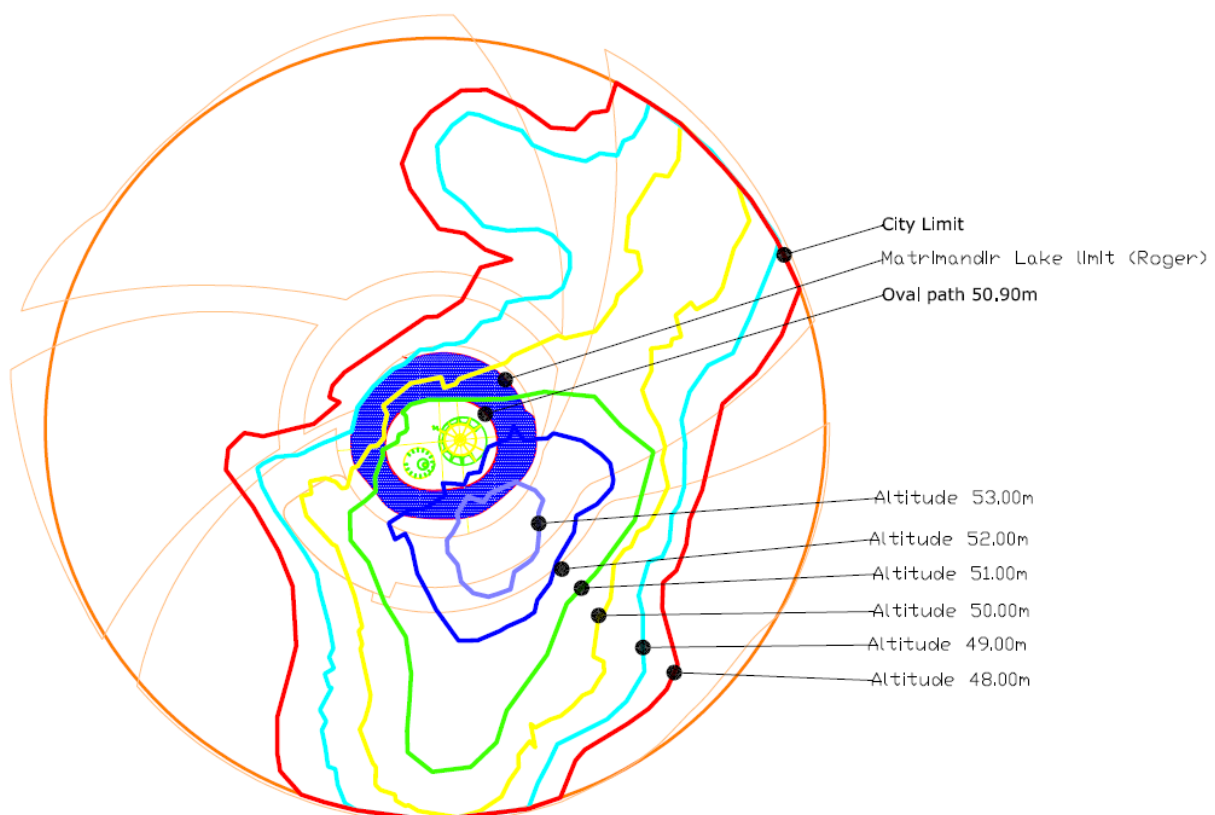 City Limit
Matrimandir Lake limit (Roger)
Oval path 50,90m
Altitude 53.00m
Altitude 52.00m
Altitude 51.00m
Altitude 50.00m
Altitude 49.00m
Altitude 48.00m